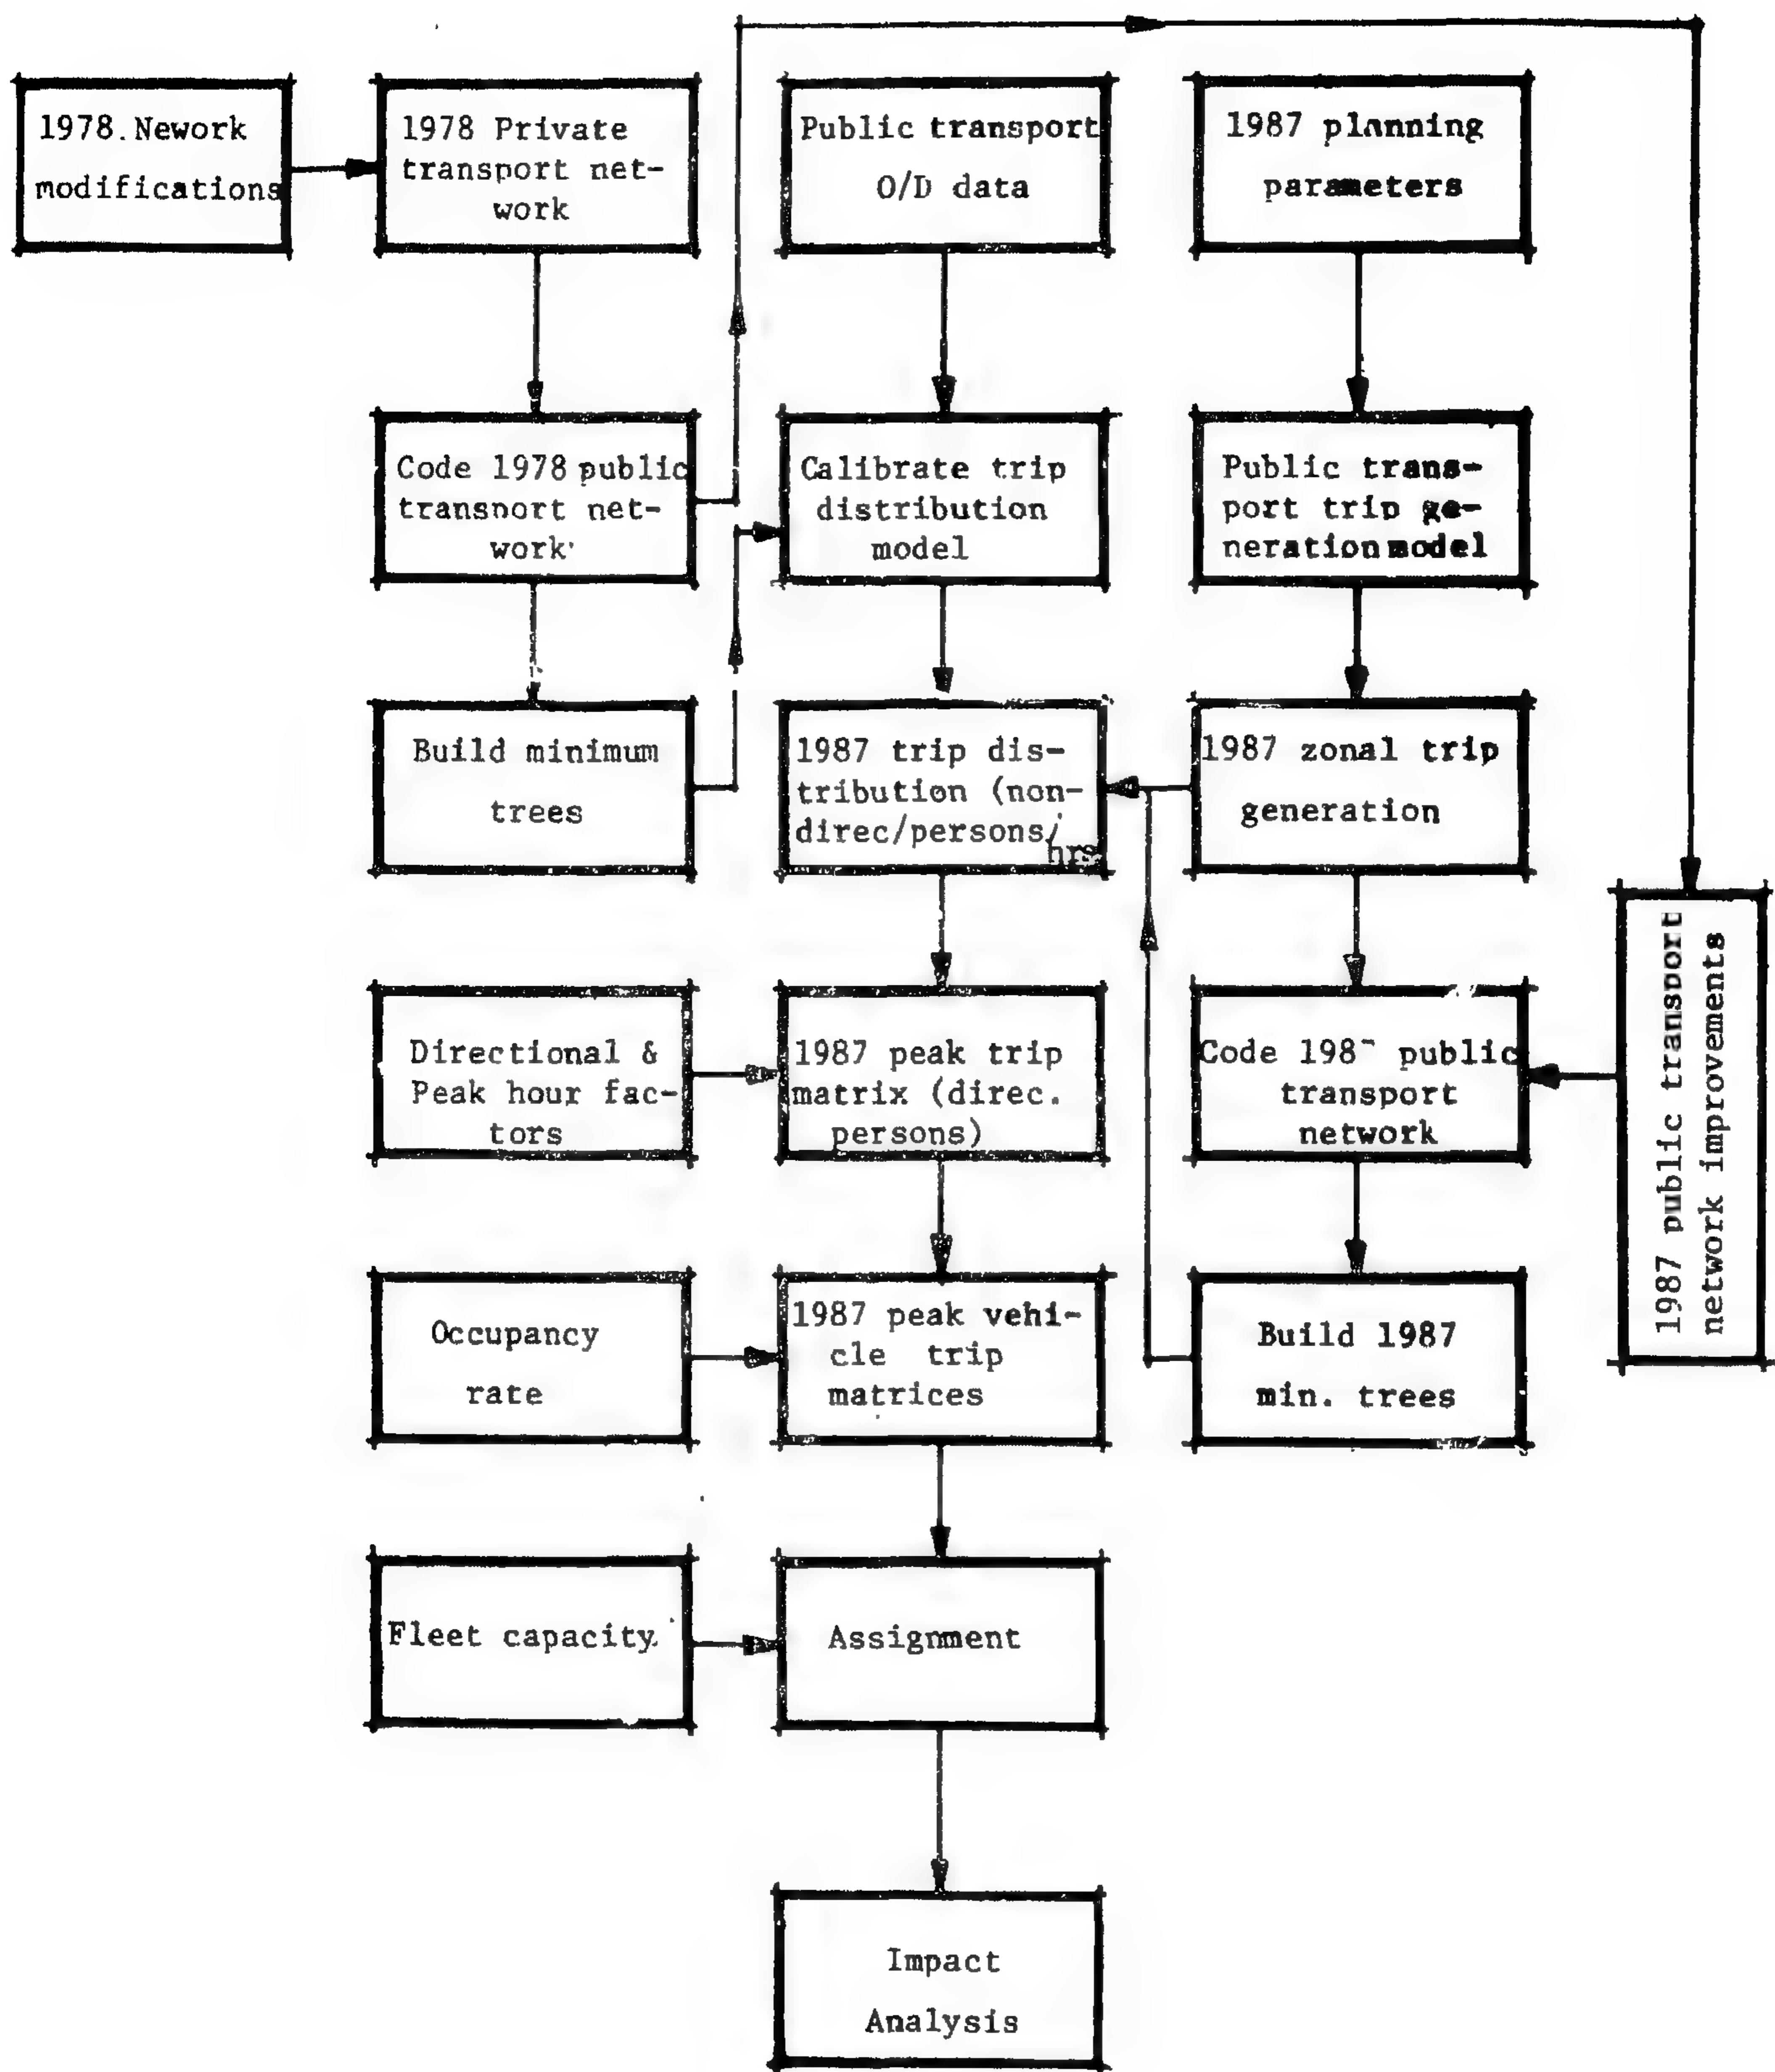 1978.Nework
modifications
1978 Private
transport net-
work
Public transport
O/D data
1987 planning
parameters
Code 1978 public
transport net-
work
Calibrate trip
distribution
model
Public trans-
port trip ge-
neration model
Build minimum
trees
1987 trip dis-
tribution (non-
direc/persons/
hrs
1987 zonal trip
generation
1987 public transport
network improvements
Directional &
Peak hour fac-
tors
1987 peak trip
matrix (direc.
persons)
Code 198 public
transport
network
Occupancy
rate
1987 peak vehi-
cle trip
matrices
Build 1987
min. trees
Fleet capacity
Assignment
Impact
Analysis